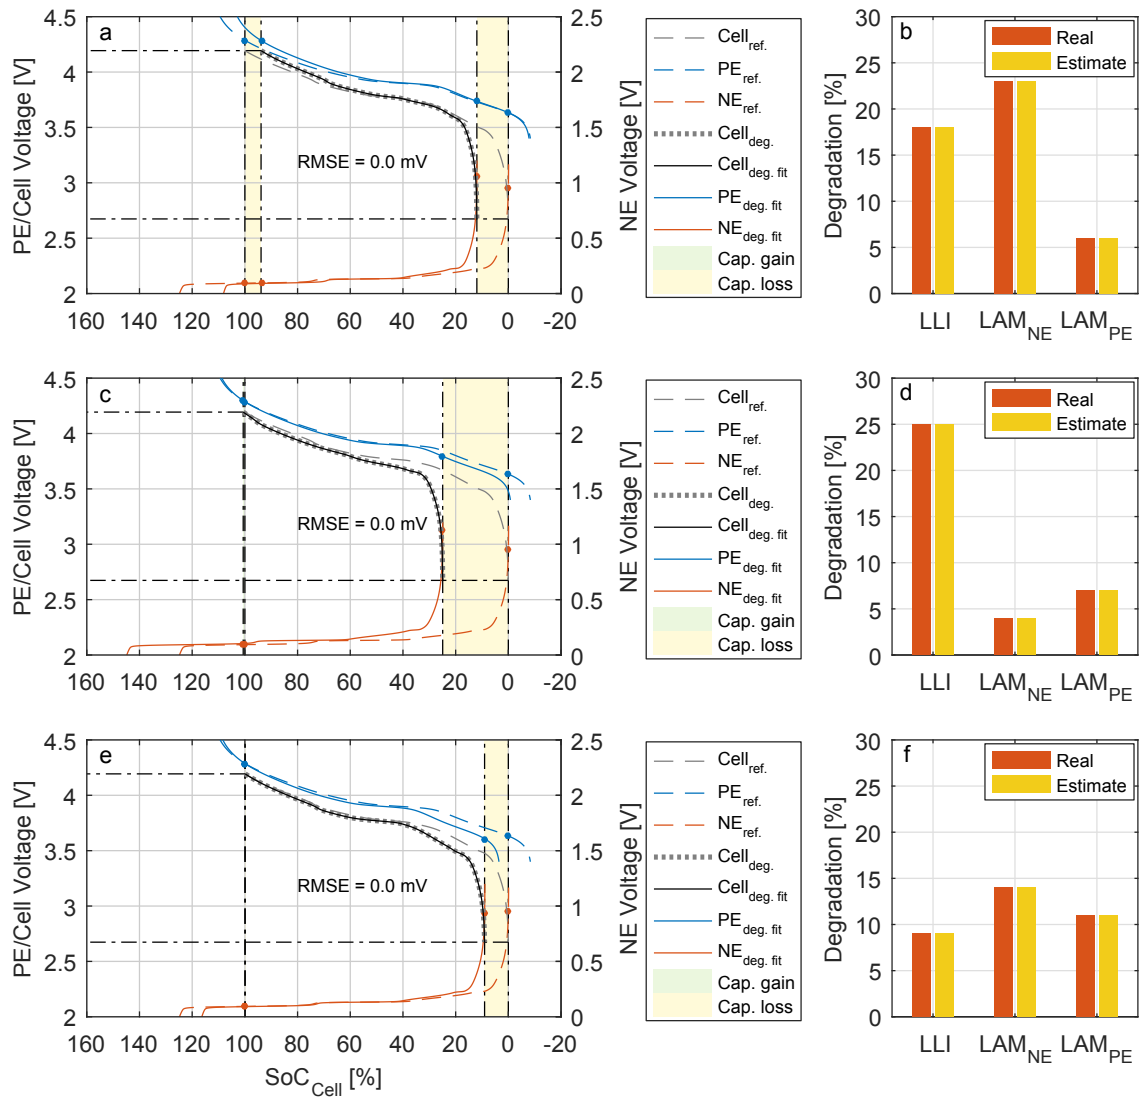 a
PE/Cell Voltage [V]
4.5
4
3.5
3
2.5
2
2.5
2
1.5
1
0.5
0
NE Voltage [V]
RMSE = 0.0 mV
160 140 120 100 80 60 40 20 0 -20
Cell ref.
PE ref.
NE ref.
Cell deg.
Cell deg. fit
PE deg. fit
NE deg. fit
Cap. gain
Cap. loss
b
Degradation [%]
30
25
20
15
10
5
0
Real
Estimate
LLI LAM NE LAM PE
c
PE/Cell Voltage [V]
4.5
4
3.5
3
2.5
2
2.5
2
1.5
1
0.5
0
NE Voltage [V]
RMSE = 0.0 mV
160 140 120 100 80 60 40 20 0 -20
Cell ref.
PE ref.
NE ref.
Cell deg.
Cell deg. fit
PE deg. fit
NE deg. fit
Cap. gain
Cap. loss
d
Degradation [%]
30
25
20
15
10
5
0
Real
Estimate
LLI LAM NE LAM PE
e
PE/Cell Voltage [V]
4.5
4
3.5
3
2.5
2
2.5
2
1.5
1
0.5
0
NE Voltage [V]
RMSE = 0.0 mV
160 140 120 100 80 60 40 20 0 -20
SoC Cell [%]
Cell ref.
PE ref.
NE ref.
Cell deg.
Cell deg. fit
PE deg. fit
NE deg. fit
Cap. gain
Cap. loss
f
Degradation [%]
30
25
20
15
10
5
0
Real
Estimate
LLI LAM NE LAM PE